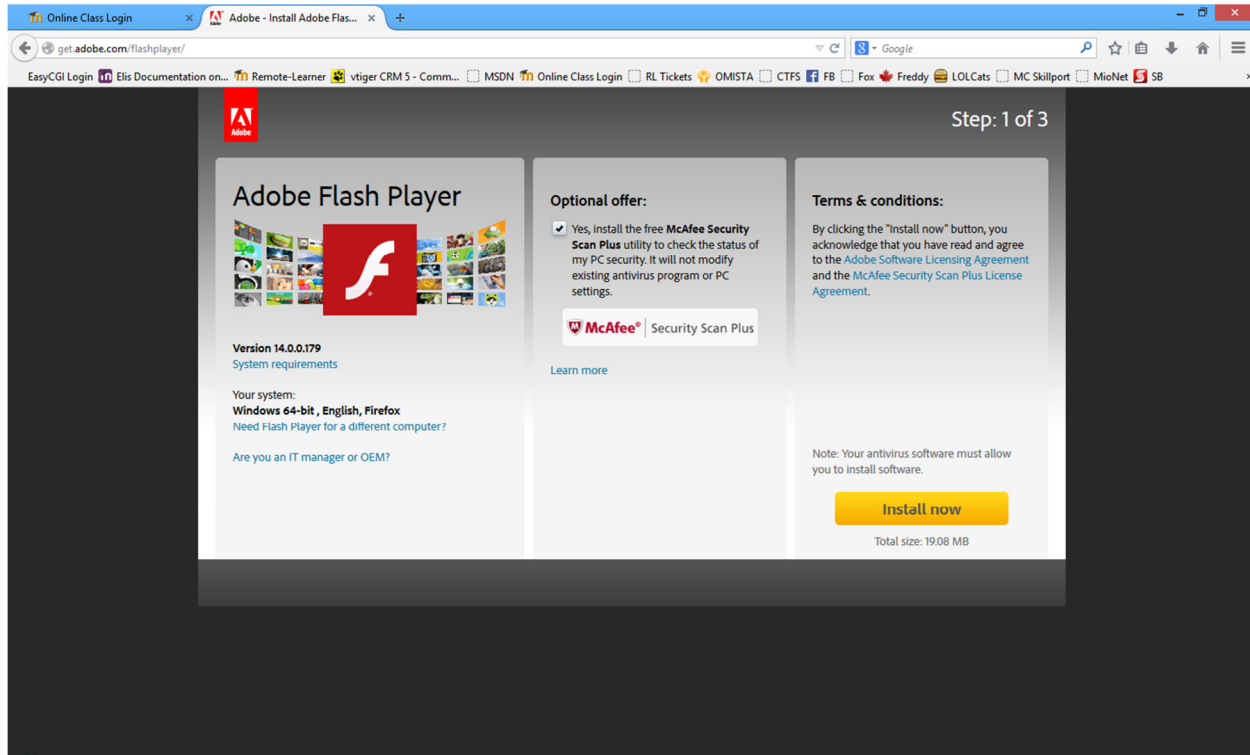 Online Class Login
Adobe - Install Adobe Flas...
get.adobe.com/flashplayer/
Google
EasyCGI Login Elis Documentation on... Remote-Learner vtiger CRM 5 - Comm... MSDN Online Class Login RL Tickets OMISTA CTFS FB Fox Freddy LOLCats MC Skillport MioNet SB
Adobe
Step: 1 of 3
Adobe Flash Player
Version 14.0.0.179
System requirements
Your system:
Windows 64-bit , English, Firefox
Need Flash Player for a different computer?
Are you an IT manager or OEM?
Optional offer:
Yes, install the free McAfee Security
Scan Plus utility to check the status of
my PC security. It will not modify
existing antivirus program or PC
settings.
McAfee® Security Scan Plus
Learn more
Terms & conditions:
By clicking the "Install now" button, you
acknowledge that you have read and agree
to the Adobe Software Licensing Agreement
and the McAfee Security Scan Plus License
Agreement.
Note: Your antivirus software must allow
you to install software.
Install now
Total size: 19.08 MB